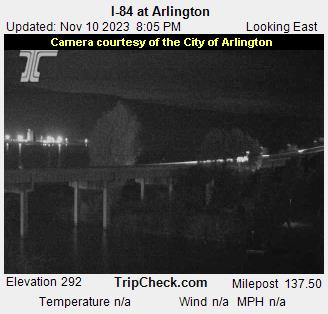 I-84 at Arlington
Updated: Nov 10 2023 8:05 PM Looking East
Camera courtesy of the City of Arlington
Elevation 292 TripCheck.com Milepost 137.50
Temperature n/a Wind n/a MPH n/a